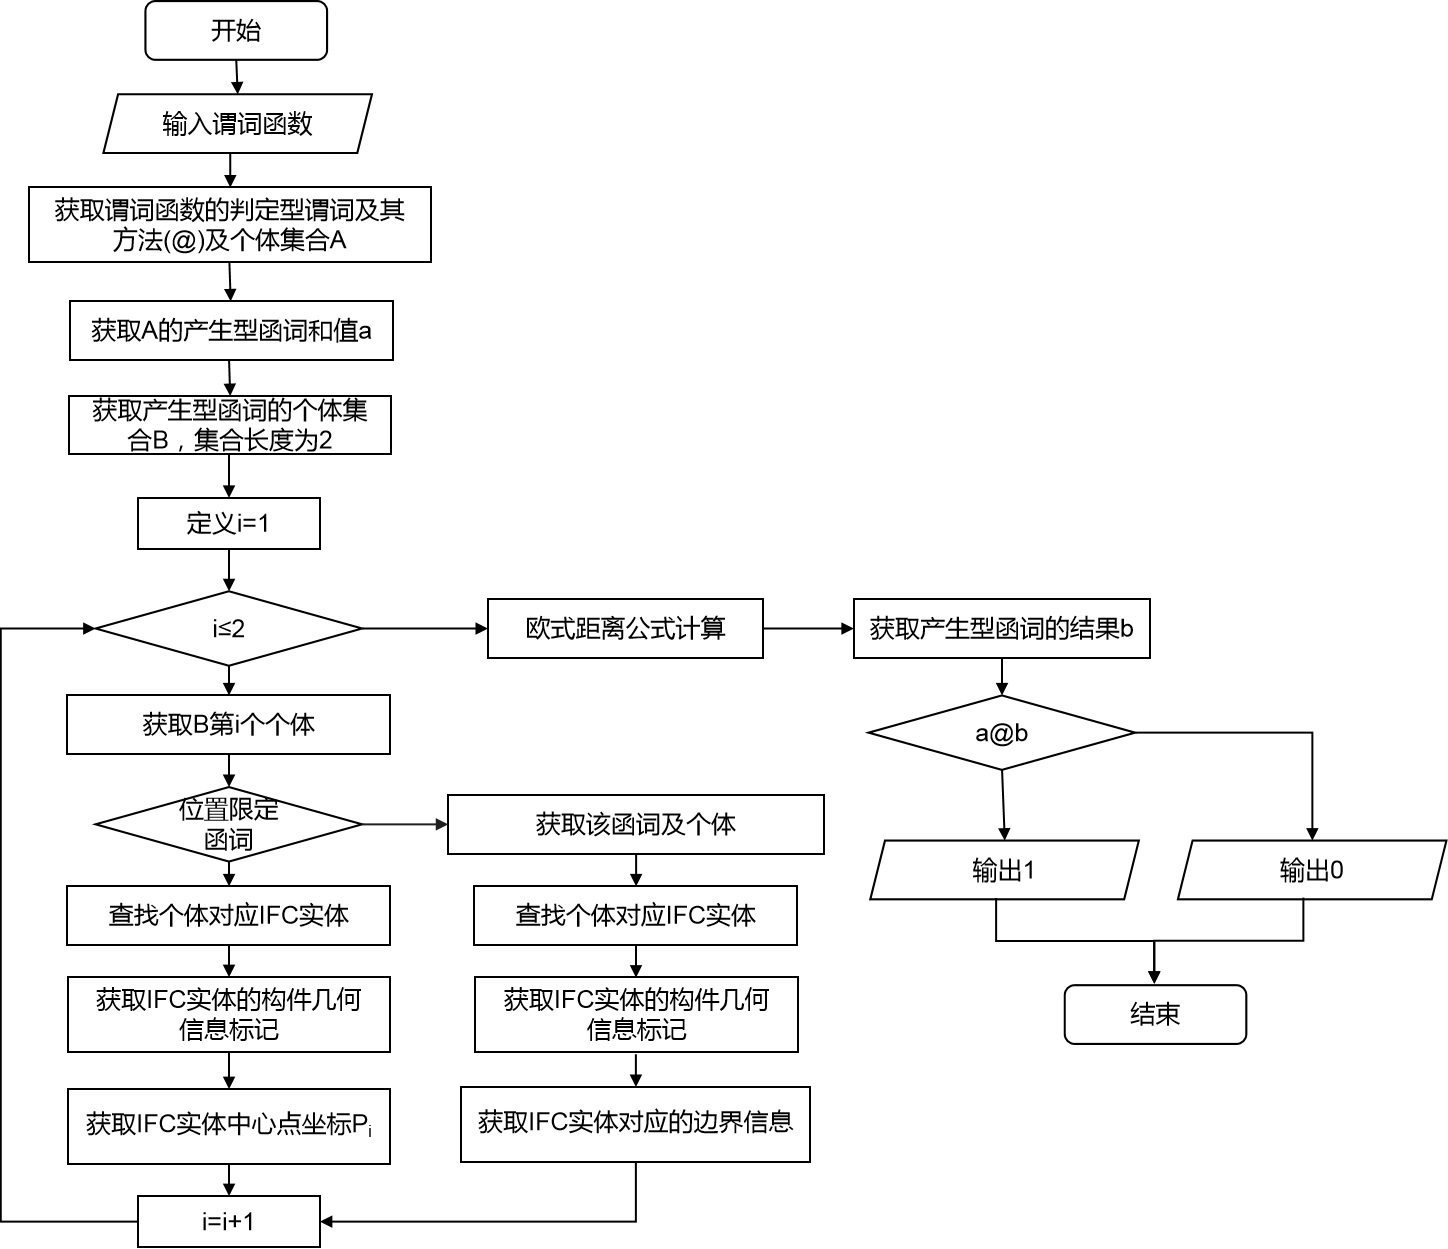 开始
输入谓词函数
获取谓词函数的判定型谓词及其
方法(@)及个体集合A
获取A的产生型函词和值a
获取产生型函词的个体集
合B，集合长度为2
定义i=1
i≤2
欧式距离公式计算
获取产生型函词的结果b
获取B第i个个体
a@b
位置限定
函词
获取该函词及个体
输出1
输出0
查找个体对应IFC实体
查找个体对应IFC实体
获取IFC实体的构件几何
信息标记
获取IFC实体的构件几何
信息标记
结束
获取IFC实体中心点坐标Pi
获取IFC实体对应的边界信息
i=i+1